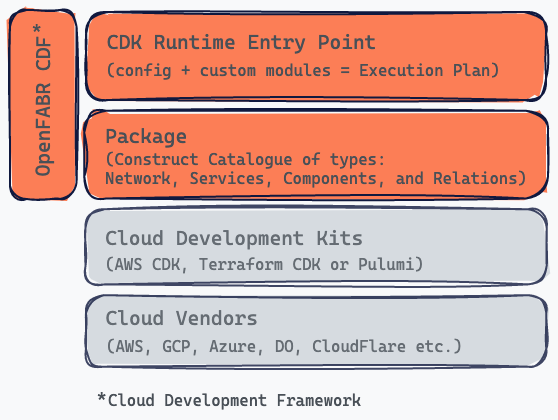 OpenFABR CDF*
CDK Runtime Entry Point
(config + custom modules = Execution Plan)
Package
(Construct Catalogue of types:
Network, Services, Components, and Relations)
Cloud Development Kits
(AWS CDK, Terraform CDK or Pulumi)
Cloud Vendors
(AWS, GCP, Azure, DO, CloudFlare etc.)
*Cloud Development Framework